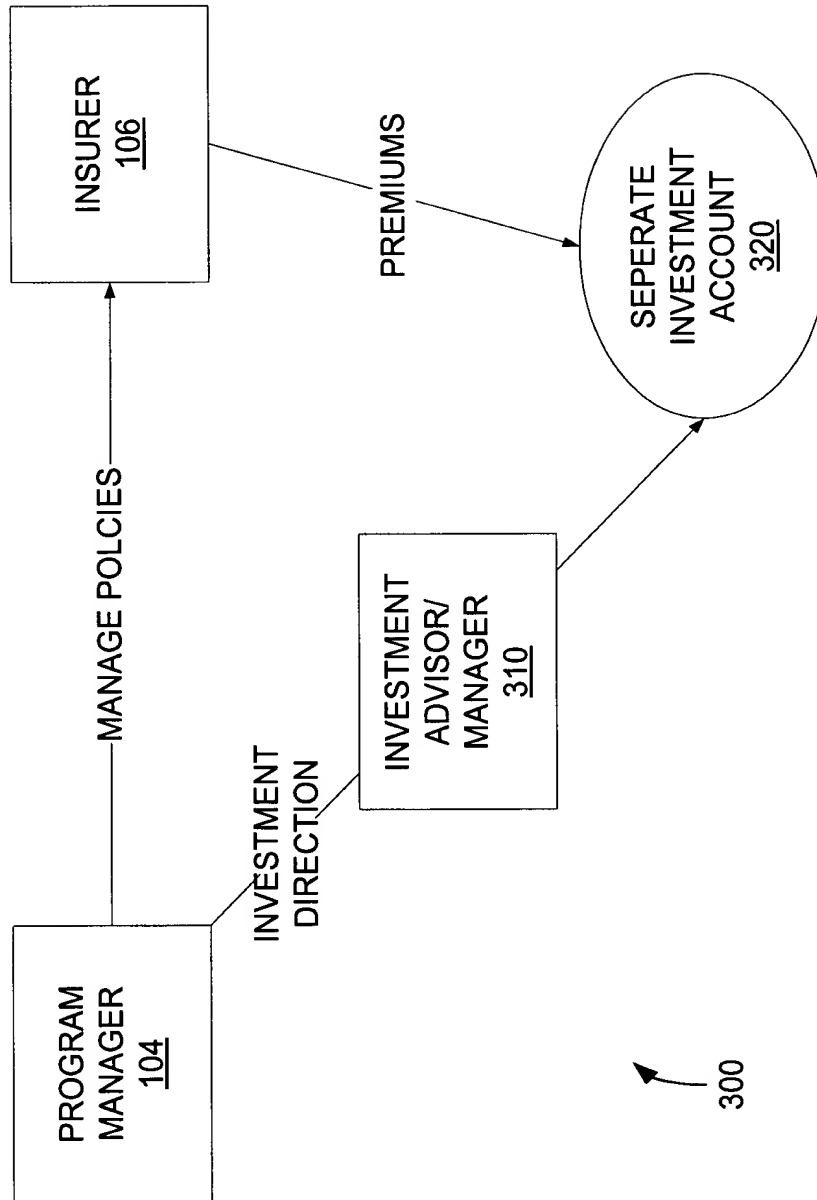 PROGRAM
MANAGER
104
MANAGE POLCIES
INSURER
106
INVESTMENT
DIRECTION
INVESTMENT
ADVISOR/
MANAGER
310
PREMIUMS
SEPERATE
INVESTMENT
ACCOUNT
320
300